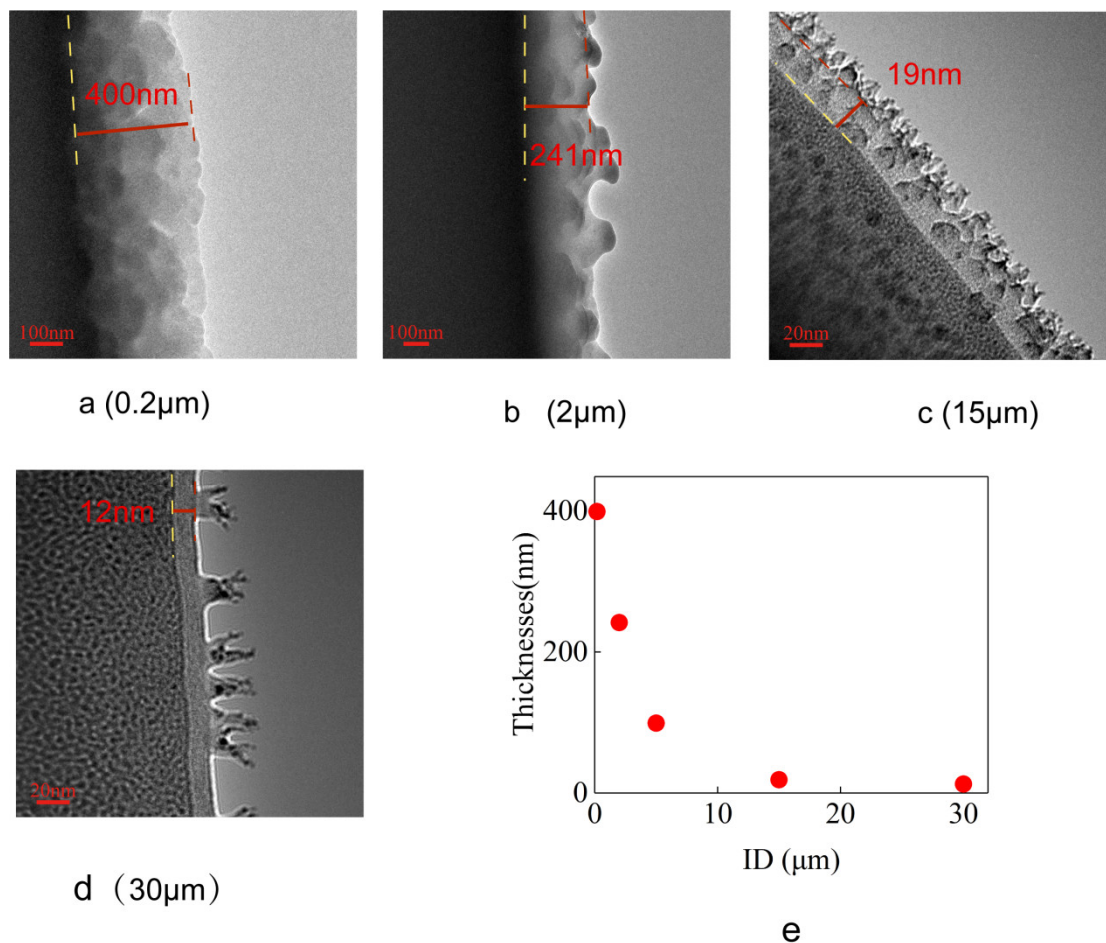 400nm
100nm
a (0.2μm)
241nm
100nm
b (2μm)
19nm
20nm
c (15μm)
12nm
20nm
d（30μm）
Thicknesses(nm)
400
200
0
0 10 20 30
ID (μm)
e